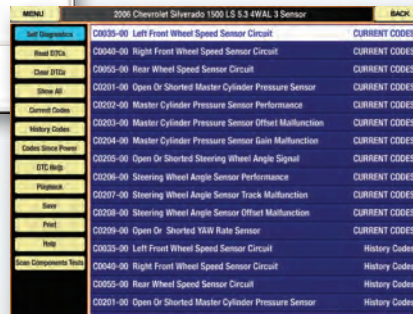 MENU 2006 Chevrolet Silverado 1500 LS 5.3 4WAL 3 Sensor BACK
Self Diagnostics
Read DTCs
Clear DTCs
Show All
Current Codes
History Codes
Codes Since Power
DTC Help
Playback
Save
Print
Help
Scan Components Tests
C0035-00 Left Front Wheel Speed Sensor Circuit CURRENT CODES
C0040-00 Right Front Wheel Speed Sensor Circuit CURRENT CODES
C0055-00 Rear Wheel Speed Sensor Circuit CURRENT CODES
C0201-00 Open Or Shorted Master Cylinder Pressure Sensor CURRENT CODES
C0202-00 Master Cylinder Pressure Sensor Performance CURRENT CODES
C0203-00 Master Cylinder Pressure Sensor Offset Malfunction CURRENT CODES
C0204-00 Master Cylinder Pressure Sensor Gain Malfunction CURRENT CODES
C0205-00 Open Or Shorted Steering Wheel Angle Signal CURRENT CODES
C0206-00 Steering Wheel Angle Sensor Performance CURRENT CODES
C0207-00 Steering Wheel Angle Sensor Track Malfunction CURRENT CODES
C0208-00 Steering Wheel Angle Sensor Offset Malfunction CURRENT CODES
C0209-00 Open Or Shorted YAW Rate Sensor CURRENT CODES
C0035-00 Left Front Wheel Speed Sensor Circuit History Codes
C0040-00 Right Front Wheel Speed Sensor Circuit History Codes
C0055-00 Rear Wheel Speed Sensor Circuit History Codes
C0201-00 Open Or Shorted Master Cylinder Pressure Sensor History Codes